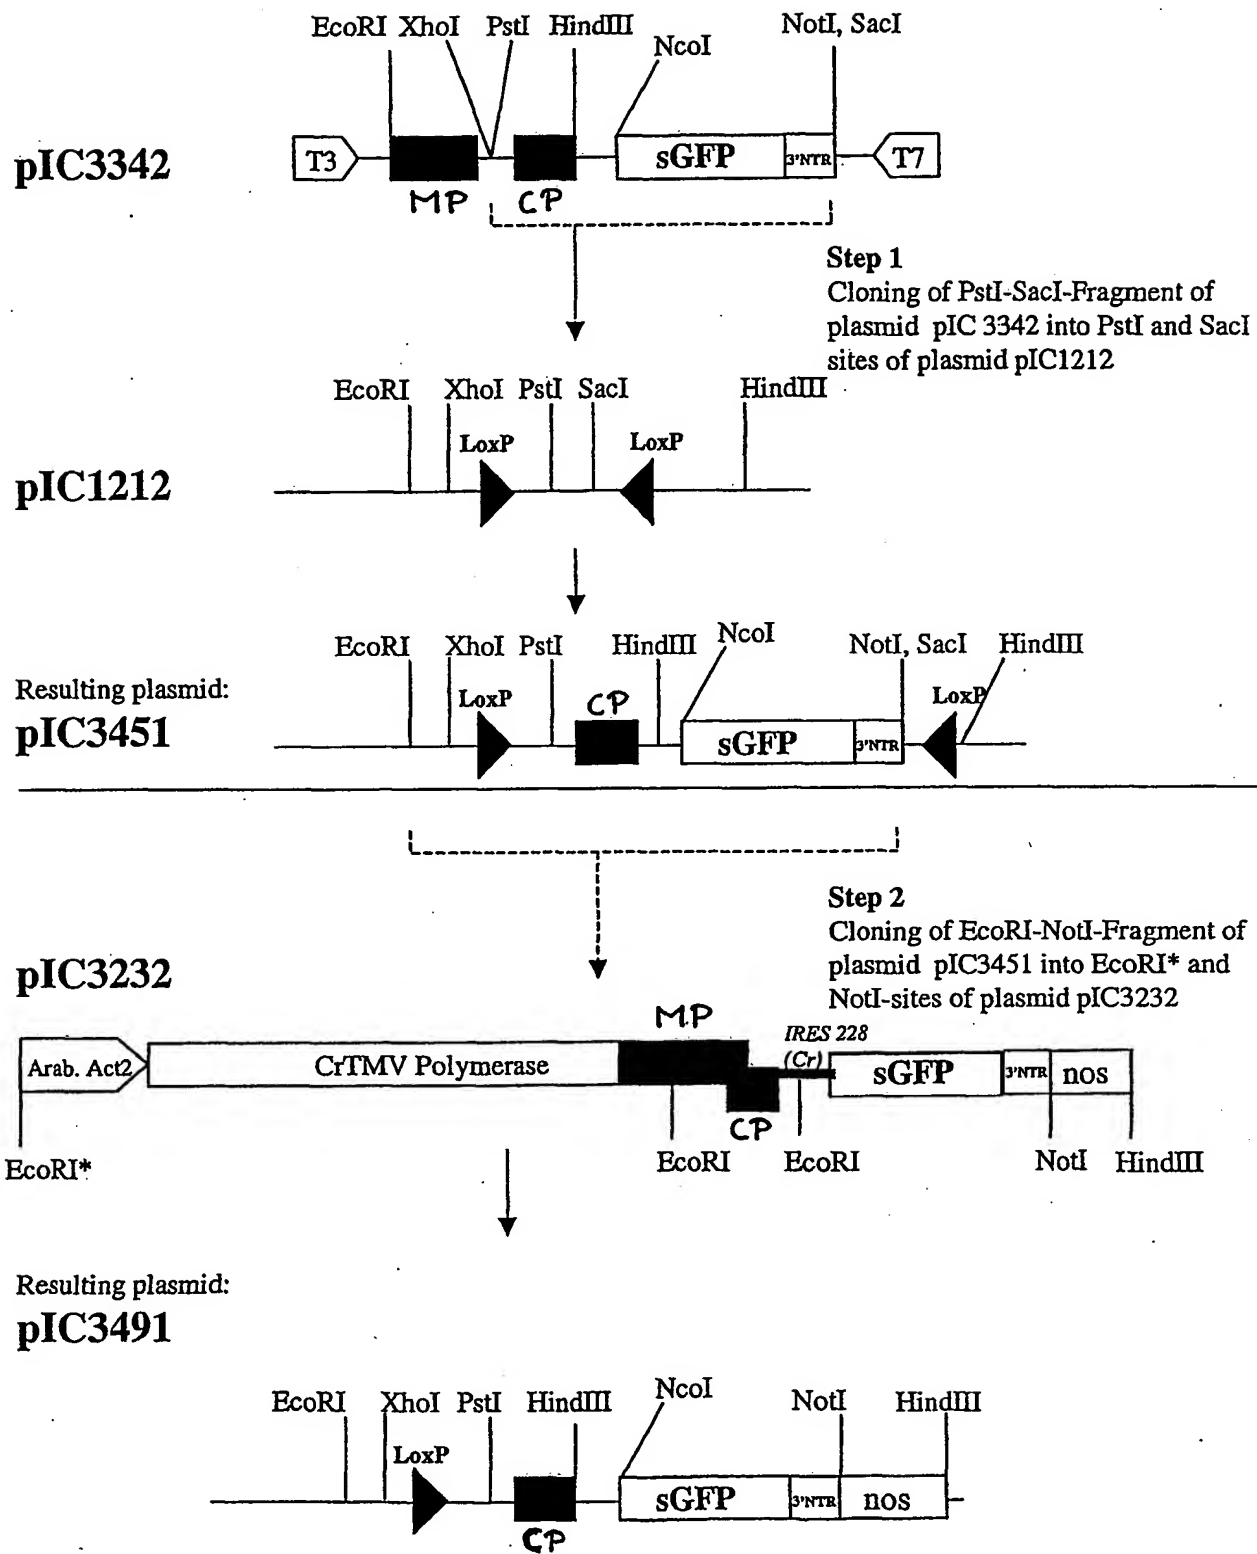 EcoRI XhoI PstI HindIII NcoI NotI, SacI
pIC3342
T3 sGFP 3'NTR T7
MP CP
Step 1
Cloning of PstI-SacI-Fragment of
plasmid pIC 3342 into PstI and SacI
sites of plasmid pIC1212
EcoRI XhoI PstI SacI HindIII
LoxP LoxP
pIC1212
EcoRI XhoI PstI HindIII NcoI NotI, SacI HindIII
Resulting plasmid:
LoxP CP LoxP
pIC3451
sGFP 3'NTR
Step 2
Cloning of EcoRI-NotI-Fragment of
plasmid pIC3451 into EcoRI* and
NotI-sites of plasmid pIC3232
pIC3232
MP IRES 228
(Cr)
Arab. Act2 CrTMV Polymerase sGFP 3'NTR nos
CP
EcoRI* EcoRI EcoRI NotI HindIII
Resulting plasmid:
pIC3491
EcoRI XhoI PstI HindIII NcoI NotI HindIII
LoxP
sGFP 3'NTR nos
CP